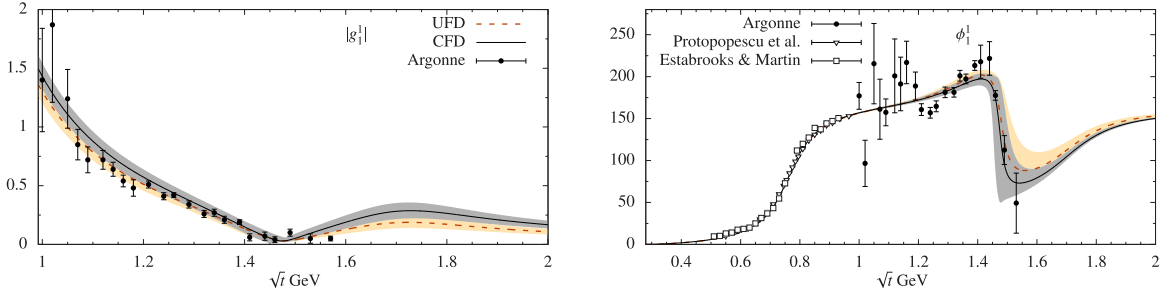 2
1.5
1
0.5
0
1
1.2
1.4
1.6
1.8
2
√t GeV
|g₁¹|
UFD
CFD
Argonne
250
200
150
100
50
0
0.4
0.6
0.8
1
1.2
1.4
1.6
1.8
2
√t GeV
Argonne
Protopopescu et al.
Estabrooks & Martin
ϕ₁¹